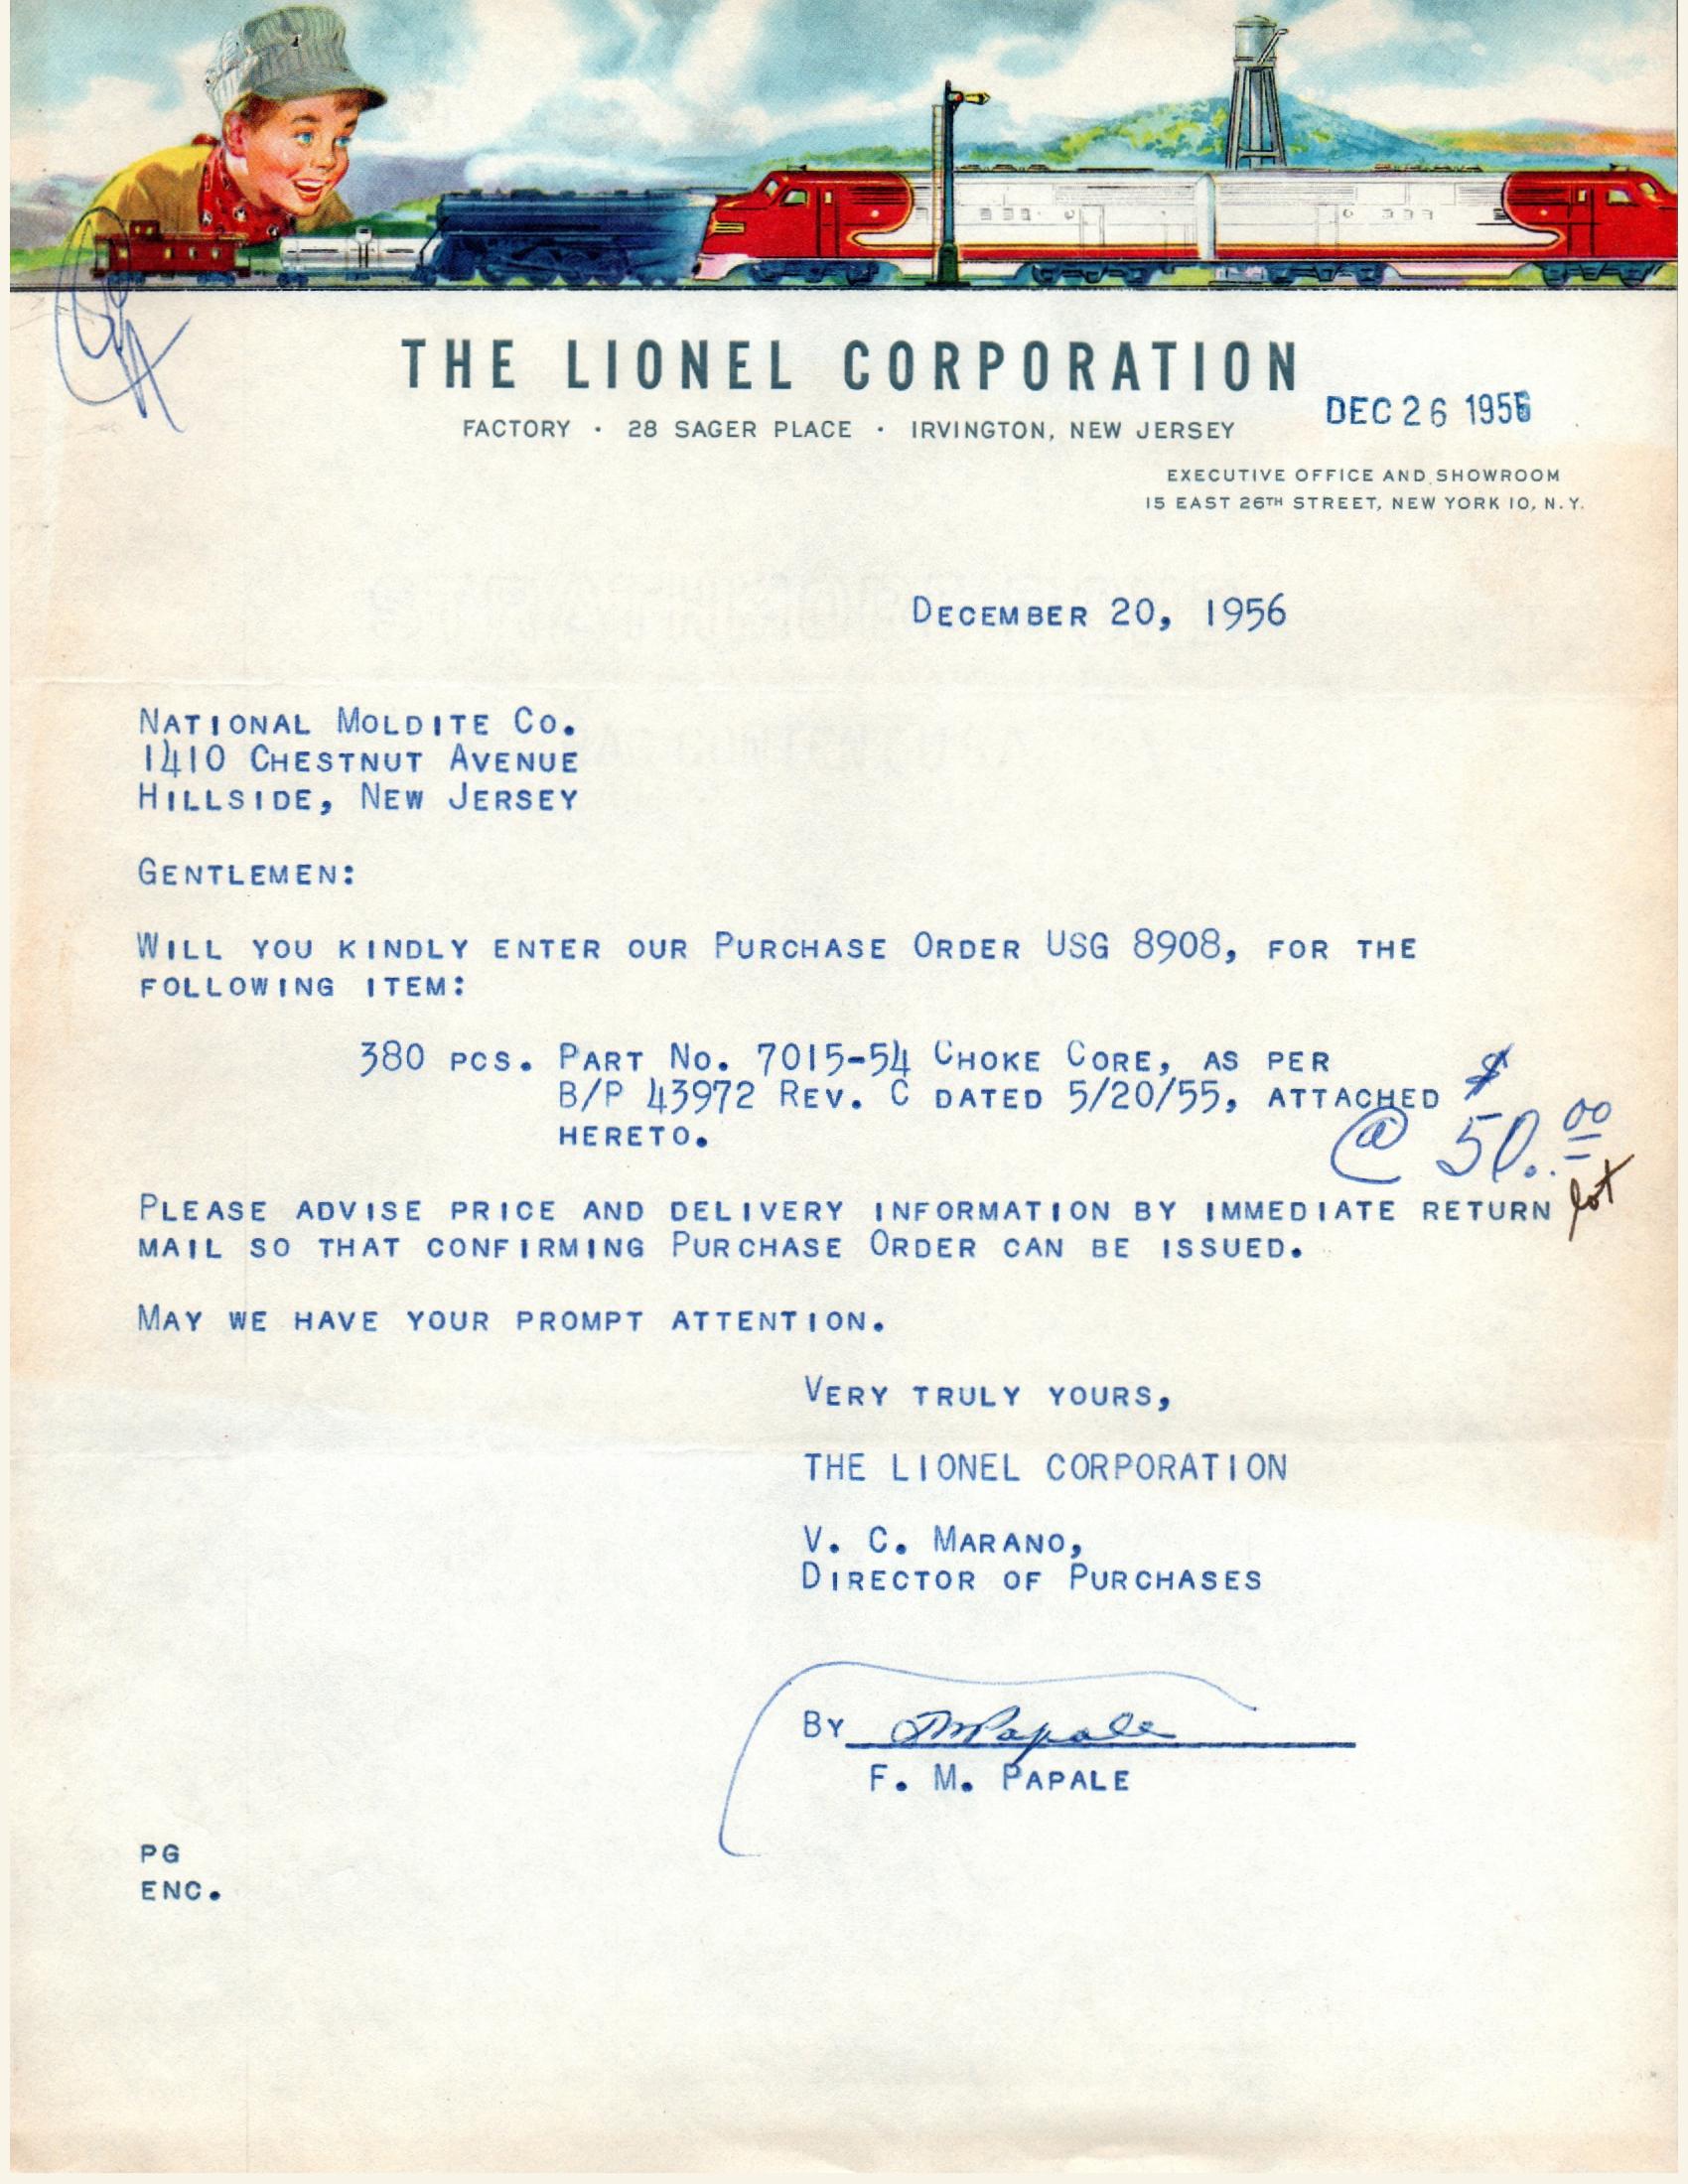 THE LIONEL CORPORATION
FACTORY · 28 SAGER PLACE · IRVINGTON, NEW JERSEY
DEC 26 1956
EXECUTIVE OFFICE AND SHOWROOM
15 EAST 26TH STREET, NEW YORK 10, N.Y.
DECEMBER 20, 1956
NATIONAL MOLDITE CO.
1410 CHESTNUT AVENUE
HILLSIDE, NEW JERSEY
GENTLEMEN:
WILL YOU KINDLY ENTER OUR PURCHASE ORDER USG 8908, FOR THE
FOLLOWING ITEM:
380 PCS. PART NO. 7015-54 CHOKE CORE, AS PER
B/P 43972 REV. C DATED 5/20/55, ATTACHED
HERETO.
$
@ 50.00
lot
PLEASE ADVISE PRICE AND DELIVERY INFORMATION BY IMMEDIATE RETURN
MAIL SO THAT CONFIRMING PURCHASE ORDER CAN BE ISSUED.
MAY WE HAVE YOUR PROMPT ATTENTION.
VERY TRULY YOURS,
THE LIONEL CORPORATION
V. C. MARANO,
DIRECTOR OF PURCHASES
BY FMPapale
F. M. PAPALE
PG
ENC.